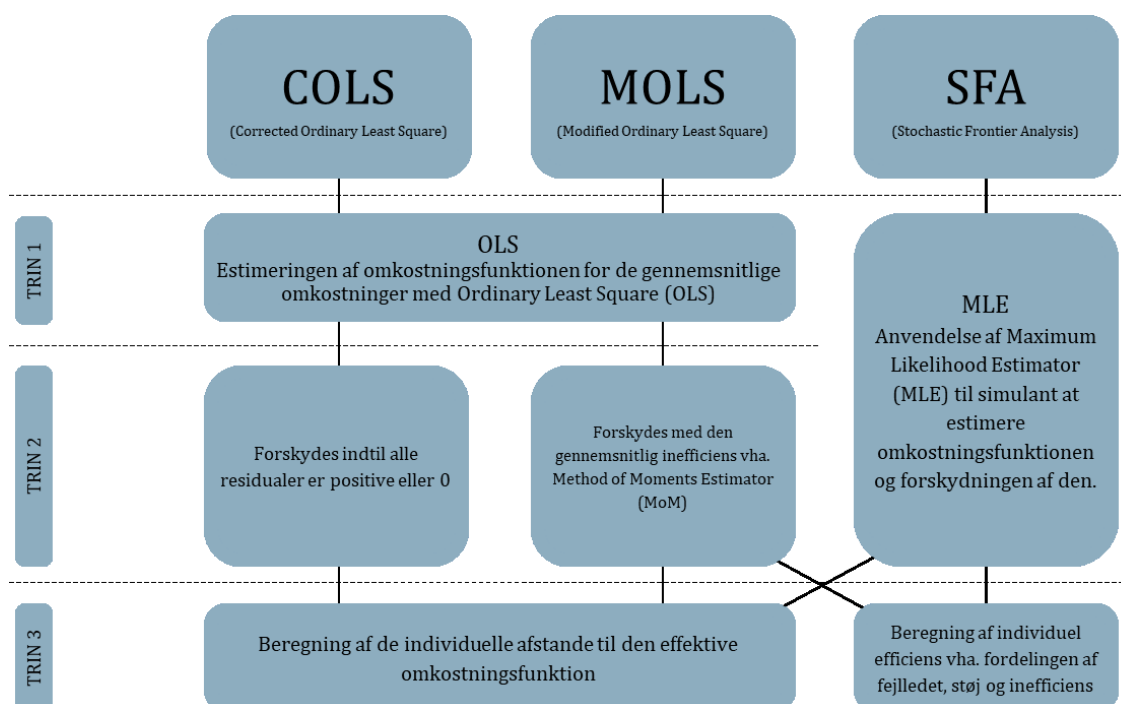 COLS
(Corrected Ordinary Least Square)
MOLS
(Modified Ordinary Least Square)
SFA
(Stochastic Frontier Analysis)
TRIN 1
OLS
Estimeringen af omkostningsfunktionen for de gennemsnitlige
omkostninger med Ordinary Least Square (OLS)
MLE
Anvendelse af Maximum
Likelihood Estimator
(MLE) til simulant at
estimere
omkostningsfunktionen
og forskydningen af den.
TRIN 2
Forskydes indtil alle
residualer er positive eller 0
Forskydes med den
gennemsnitlig inefficiens vha.
Method of Moments Estimator
(MoM)
TRIN 3
Beregning af de individuelle afstande til den effektive
omkostningsfunktion
Beregning af individuel
efficiens vha. fordelingen af
fejlledet, støj og inefficiens